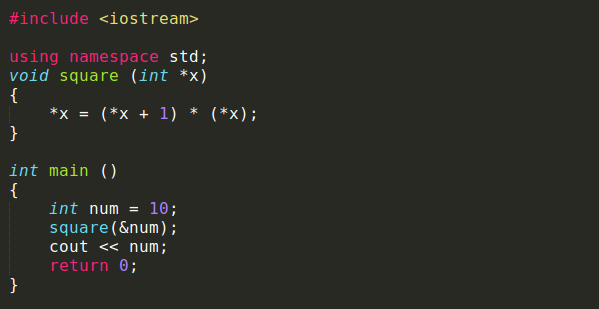 #include <iostream>

using namespace std;
void square (int *x)
{
    *x = (*x + 1) * (*x);
}

int main ()
{
    int num = 10;
    square(&num);
    cout << num;
    return 0;
}